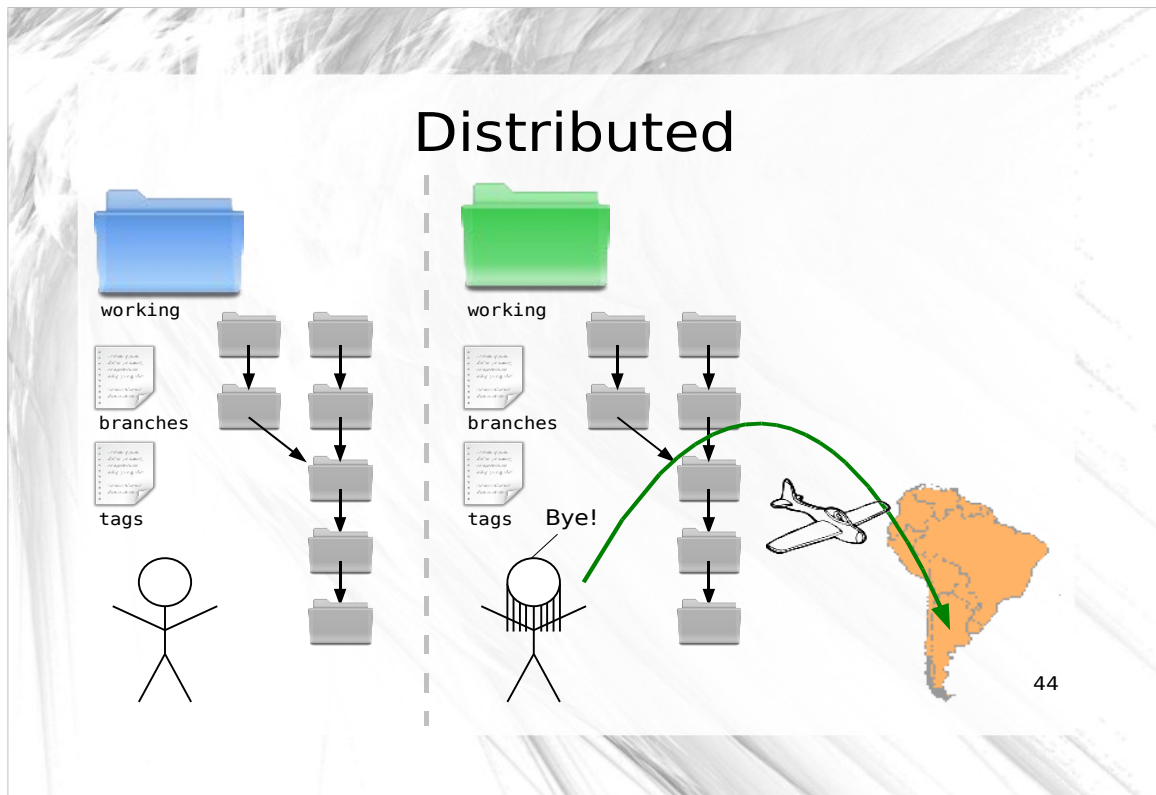 Distributed
working
branches
tags
working
branches
tags
Bye!
44